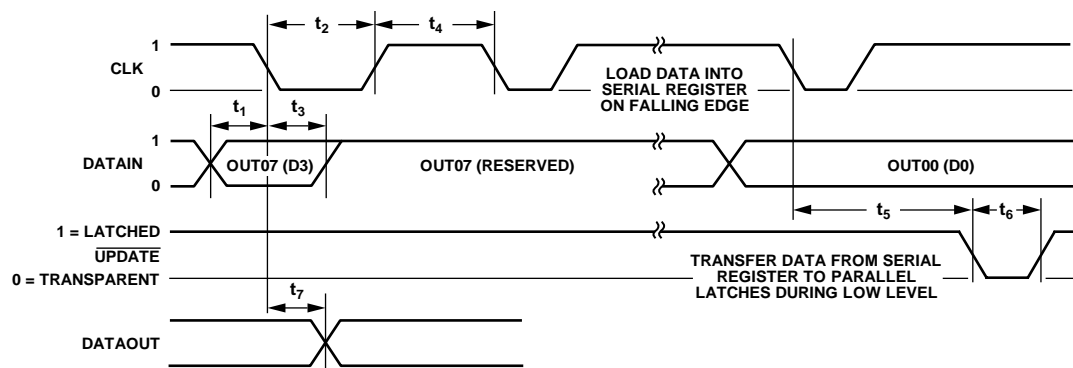 t2
t4
1
CLK
0
LOAD DATA INTO
SERIAL REGISTER
ON FALLING EDGE
t1
t3
1
DATAIN
0
OUT07 (D3)
OUT07 (RESERVED)
OUT00 (D0)
t5
t6
1 = LATCHED
UPDATE
0 = TRANSPARENT
TRANSFER DATA FROM SERIAL
REGISTER TO PARALLEL
LATCHES DURING LOW LEVEL
t7
DATAOUT